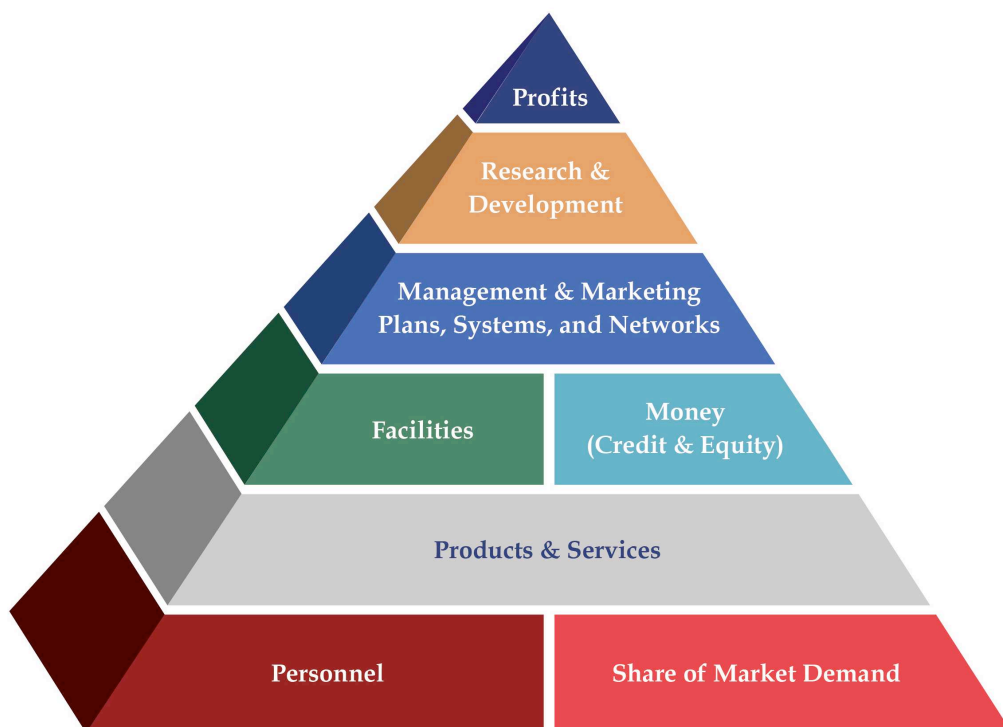 Profits
Research &
Development
Management & Marketing
Plans, Systems, and Networks
Facilities
Money
(Credit & Equity)
Products & Services
Personnel
Share of Market Demand